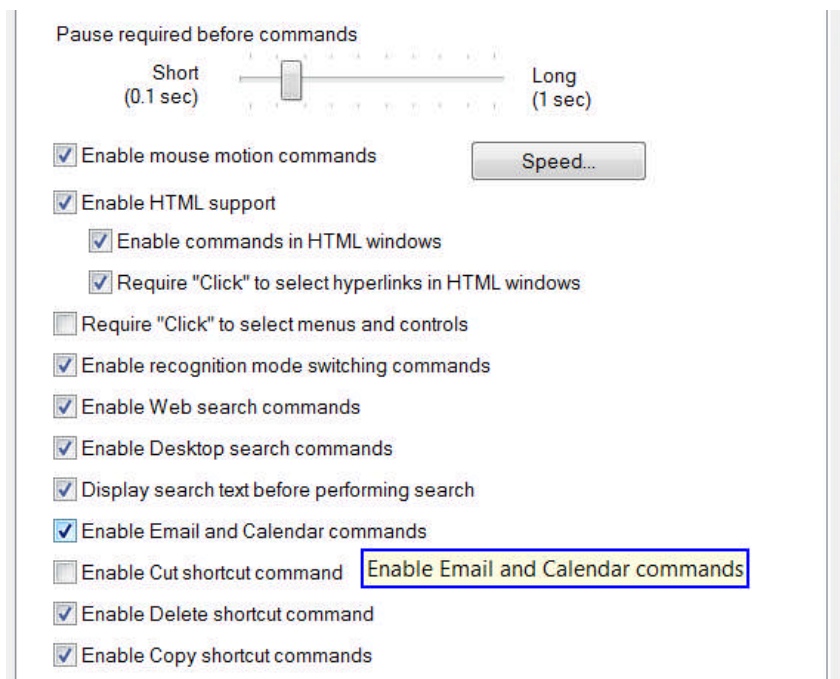 Pause required before commands
Short
(0.1 sec)
Long
(1 sec)
Enable mouse motion commands
Speed...
Enable HTML support
Enable commands in HTML windows
Require "Click" to select hyperlinks in HTML windows
Require "Click" to select menus and controls
Enable recognition mode switching commands
Enable Web search commands
Enable Desktop search commands
Display search text before performing search
Enable Email and Calendar commands
Enable Cut shortcut command
Enable Email and Calendar commands
Enable Delete shortcut command
Enable Copy shortcut commands